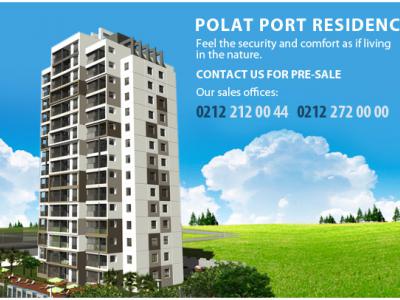 POLAT PORT RESIDENC
Feel the security and comfort as if living
in the nature.
CONTACT US FOR PRE-SALE
Our sales offices:
0212 212 00 44 0212 272 00 00